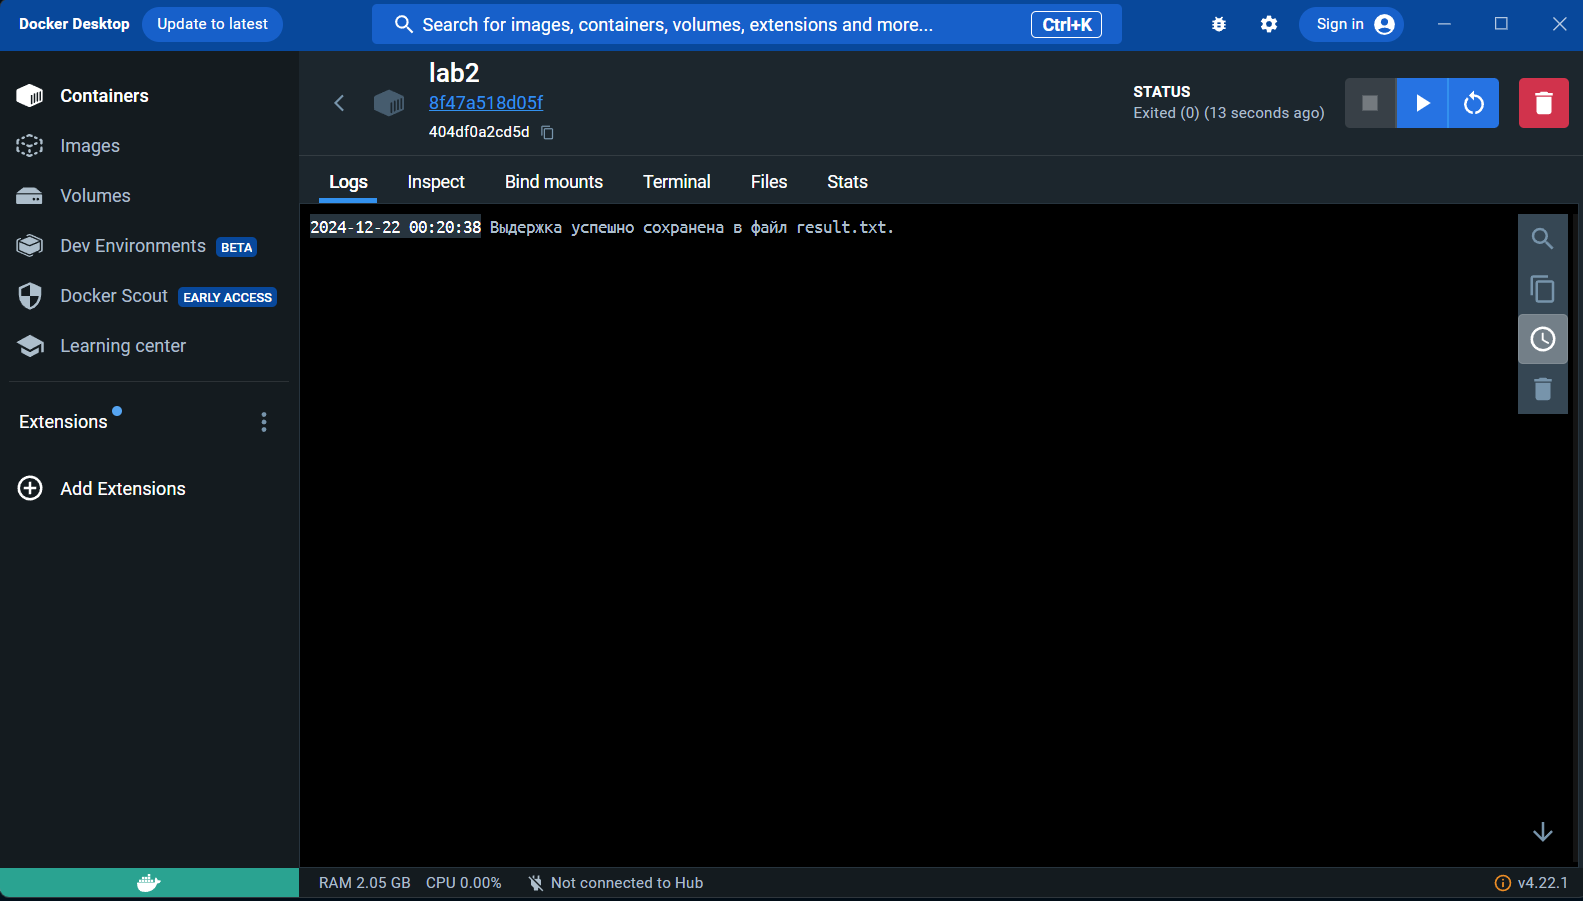 Docker Desktop Update to latest Search for images, containers, volumes, extensions and more... Ctrl+K Sign in
Containers
Images
Volumes
Dev Environments BETA
Docker Scout EARLY ACCESS
Learning center
Extensions
Add Extensions
lab2
8f47a518d05f
404df0a2cd5d
STATUS
Exited (0) (13 seconds ago)
Logs Inspect Bind mounts Terminal Files Stats
2024-12-22 00:20:38 Выдержка успешно сохранена в файл result.txt.
RAM 2.05 GB CPU 0.00% Not connected to Hub v4.22.1